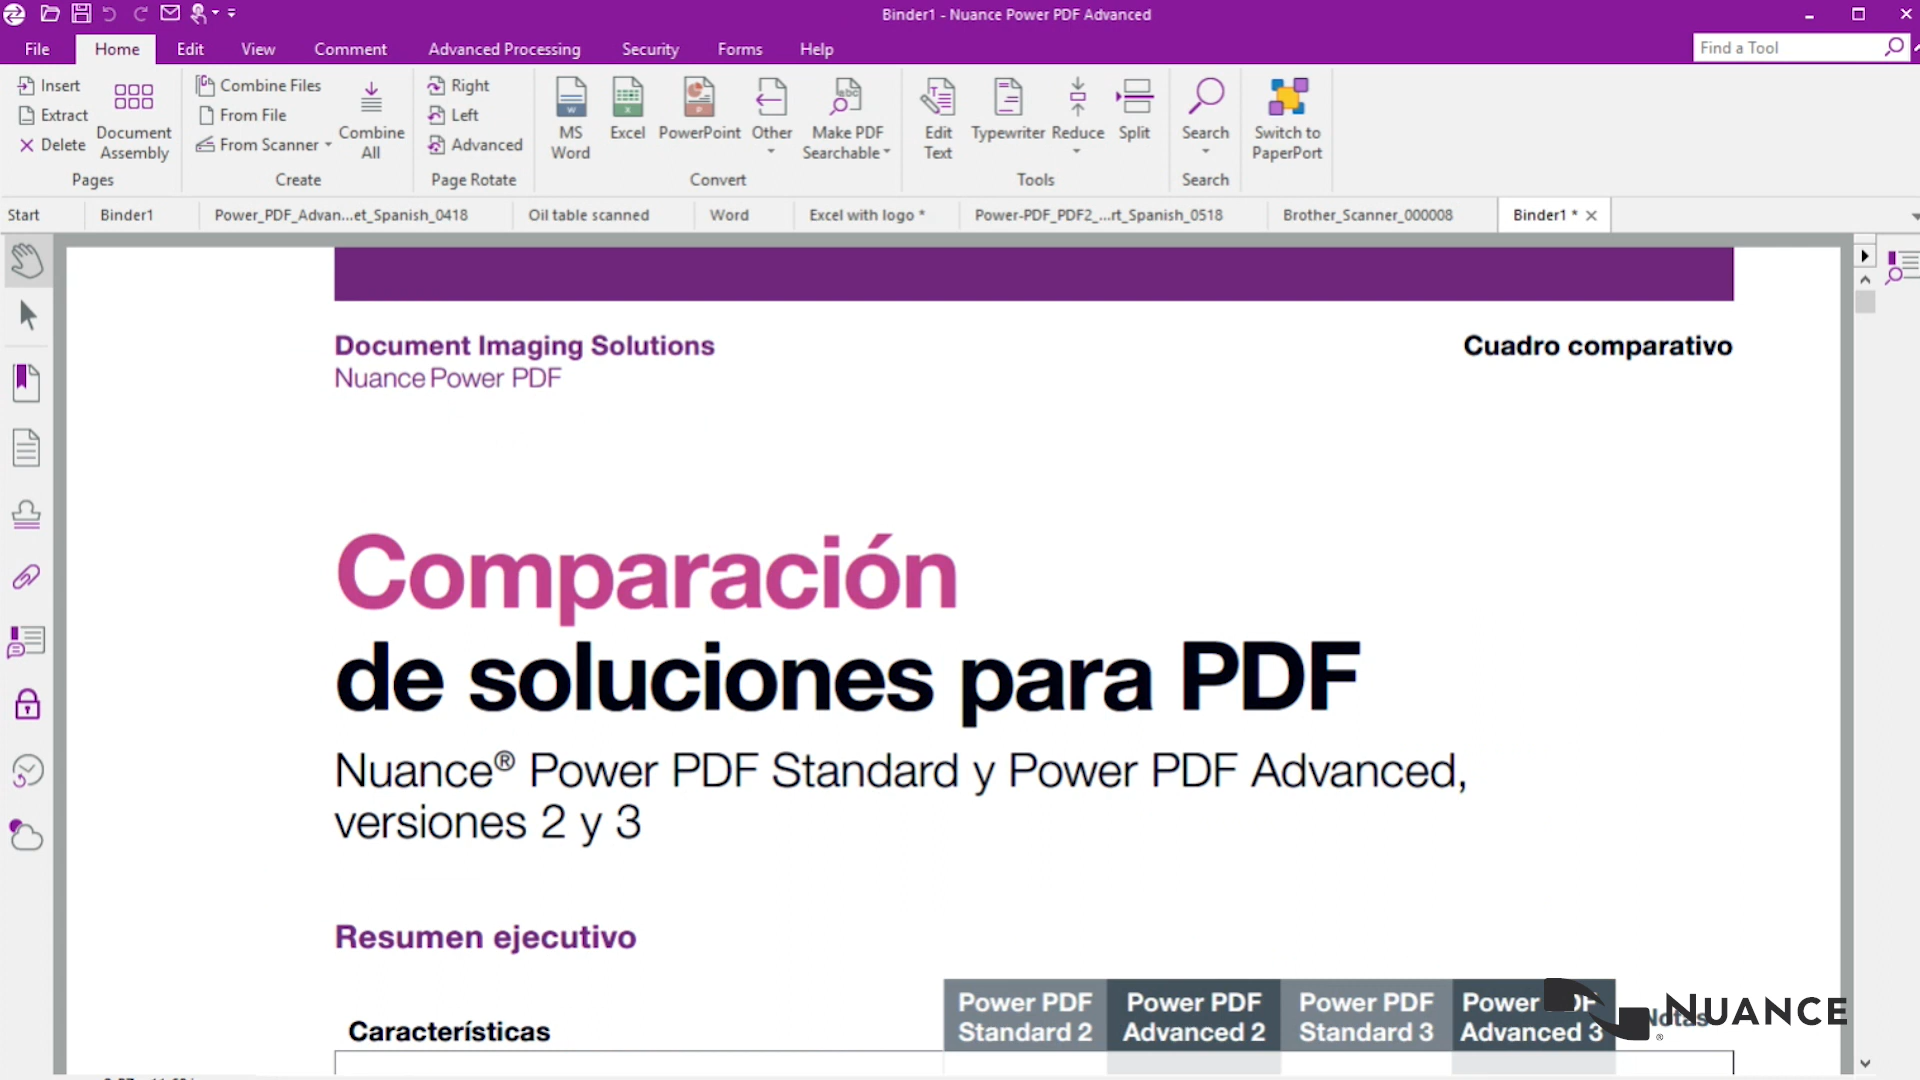 Binder1 - Nuance Power PDF Advanced
File Home Edit View Comment Advanced Processing Security Forms Help
Find a Tool
Insert
Extract
Delete
Document
Assembly
Pages
Combine Files
From File
From Scanner
Combine
All
Create
Right
Left
Advanced
Page Rotate
MS
Word
Excel
PowerPoint
Other
Make PDF
Searchable
Convert
Edit
Text
Typewriter
Reduce
Split
Tools
Search
Search
Switch to
PaperPort
Start Binder1 Power_PDF_Advan...et_Spanish_0418 Oil table scanned Word Excel with logo * Power-PDF_PDF2_...rt_Spanish_0518 Brother_Scanner_000008 Binder1 *
Document Imaging Solutions
Nuance Power PDF
Cuadro comparativo
Comparación
de soluciones para PDF
Nuance® Power PDF Standard y Power PDF Advanced,
versiones 2 y 3
Resumen ejecutivo
Características
Power PDF
Standard 2
Power PDF
Advanced 2
Power PDF
Standard 3
Power
Advanced 3
Notas
NUANCE
®